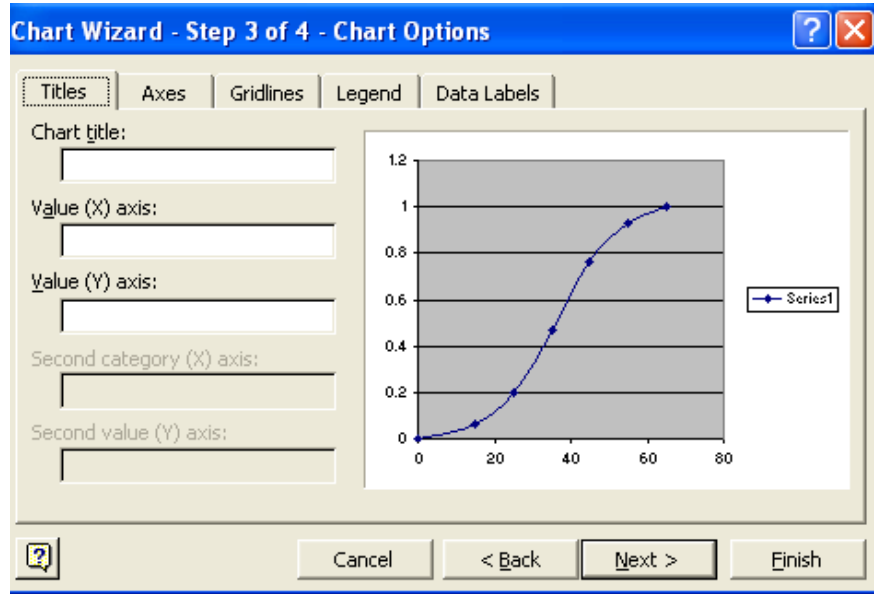 Chart Wizard - Step 3 of 4 - Chart Options
?
Titles Axes Gridlines Legend Data Labels
Chart title:
Value (X) axis:
Value (Y) axis:
Second category (X) axis:
Second value (Y) axis:
1.2
1
0.8
0.6
0.4
0.2
0
0 20 40 60 80
Series1
?
Cancel < Back Next > Finish